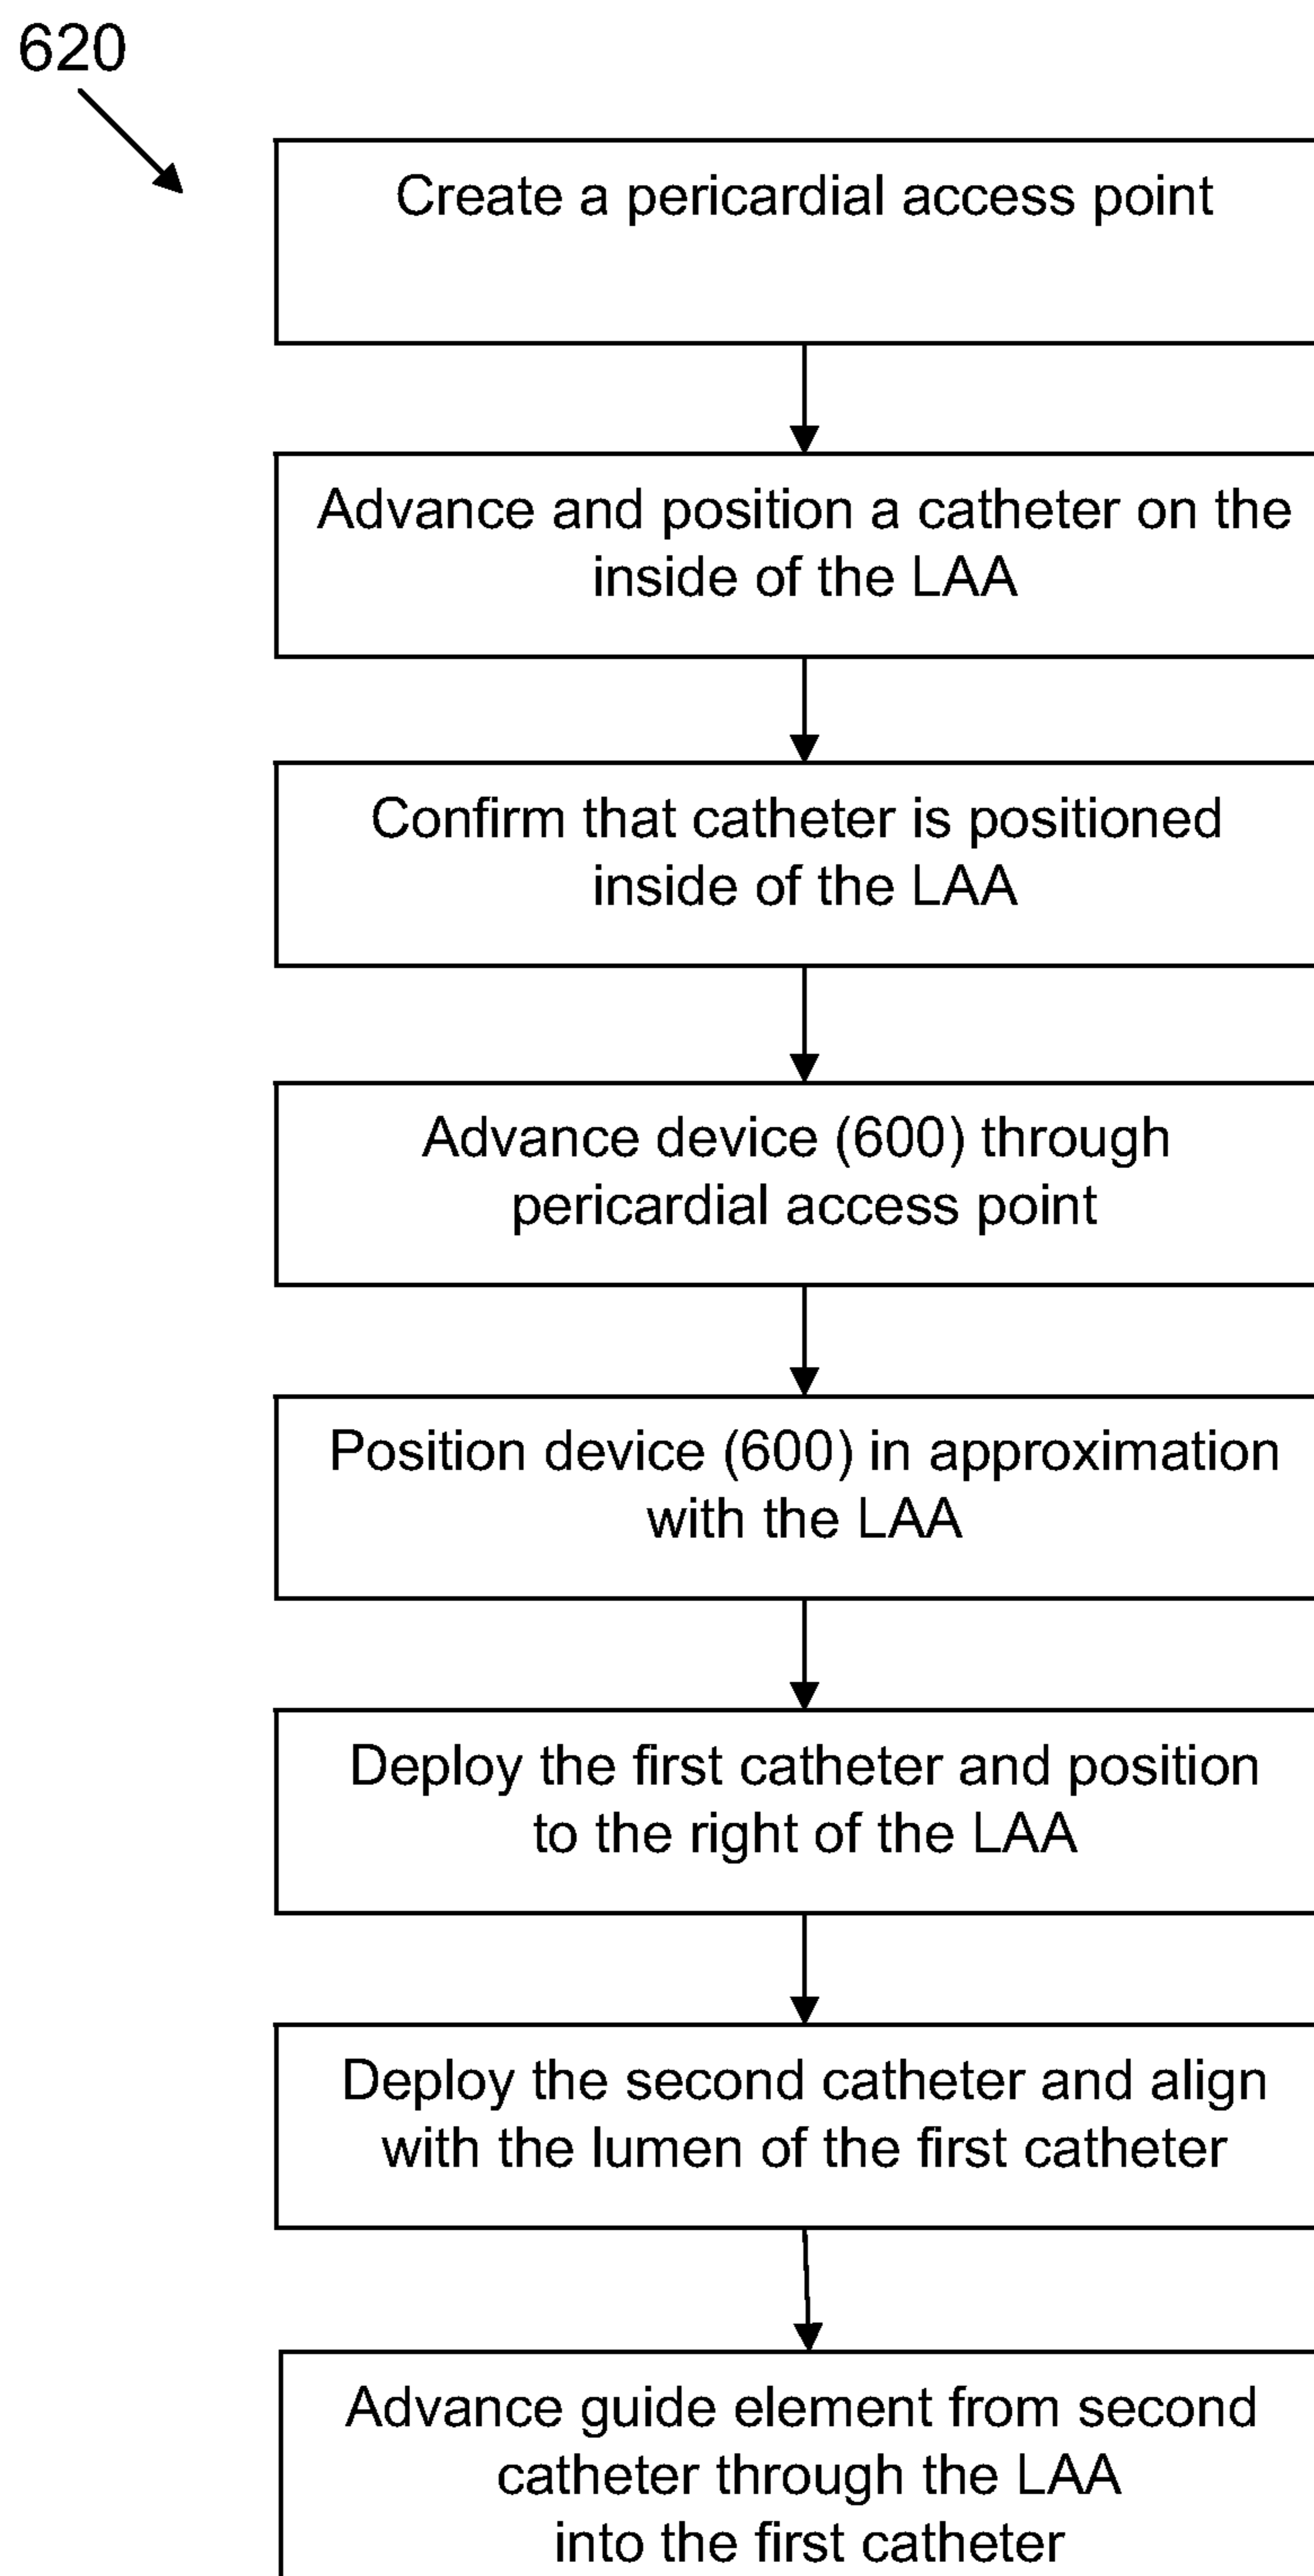 620
Create a pericardial access point
Advance and position a catheter on the
inside of the LAA
Confirm that catheter is positioned
inside of the LAA
Advance device (600) through
pericardial access point
Position device (600) in approximation
with the LAA
Deploy the first catheter and position
to the right of the LAA
Deploy the second catheter and align
with the lumen of the first catheter
Advance guide element from second
catheter through the LAA
into the first catheter